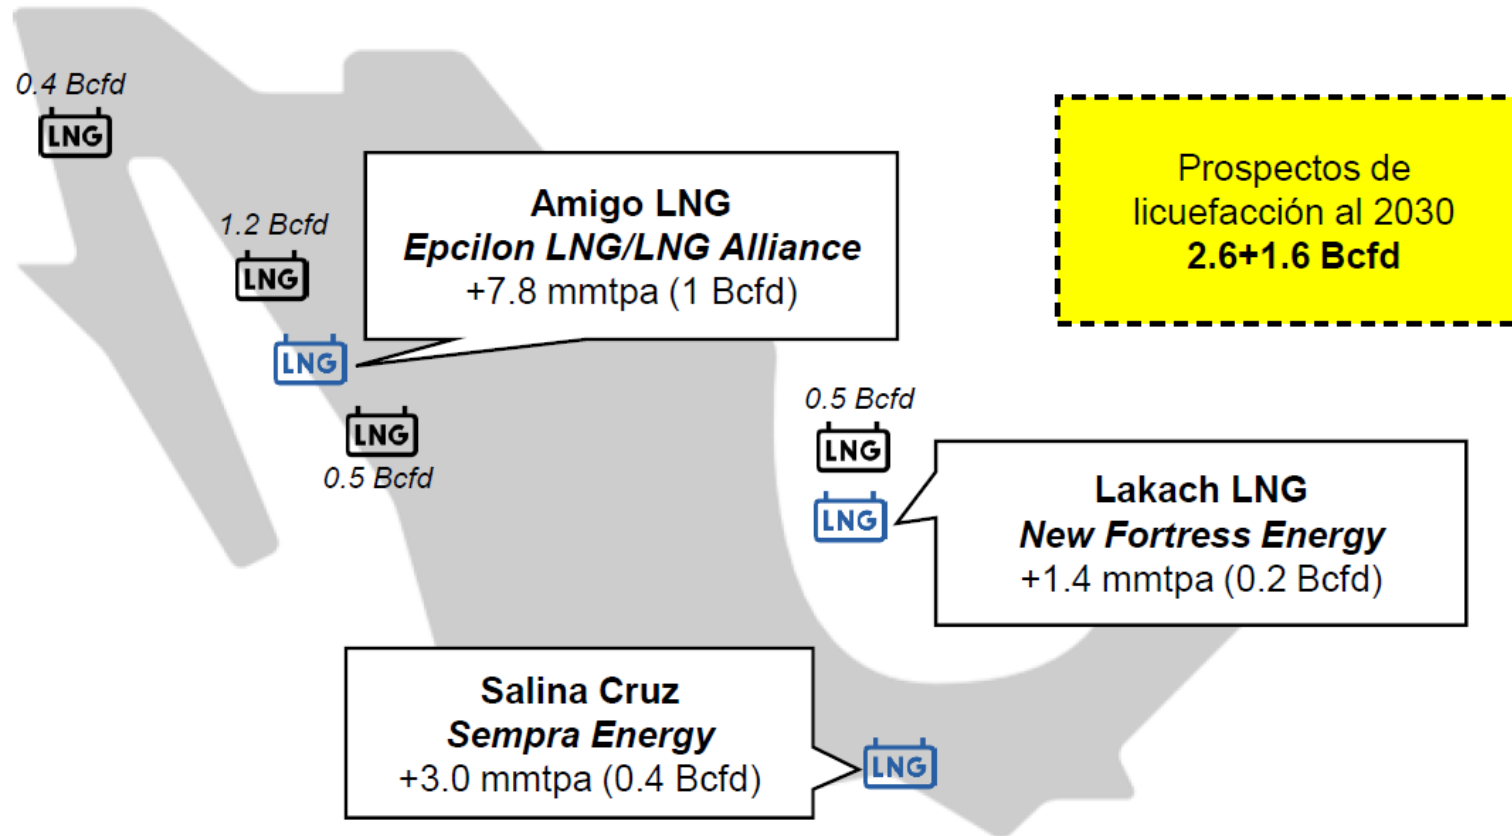 0.4 Bcfd
LNG
1.2 Bcfd
LNG
Amigo LNG
Epcilon LNG/LNG Alliance
+7.8 mmtpa (1 Bcfd)
Prospectos de
licuefacción al 2030
2.6+1.6 Bcfd
LNG
LNG
0.5 Bcfd
0.5 Bcfd
LNG
LNG
Lakach LNG
New Fortress Energy
+1.4 mmtpa (0.2 Bcfd)
Salina Cruz
Sempra Energy
+3.0 mmtpa (0.4 Bcfd)
LNG